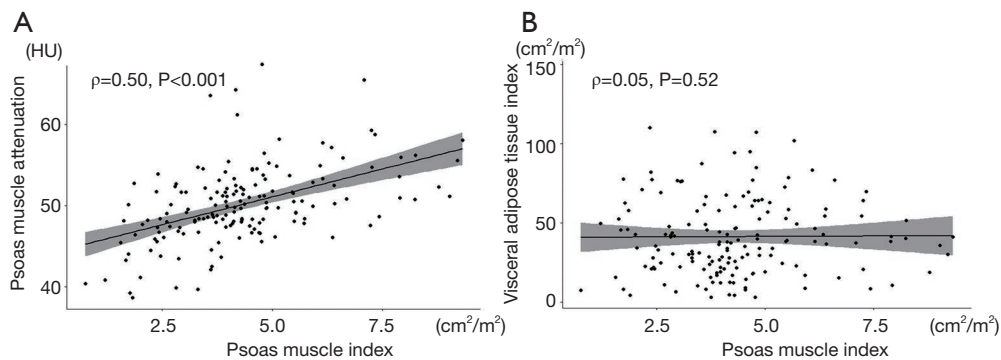 A
(HU)
ρ=0.50, P<0.001
Psoas muscle attenuation
60
50
40
2.5
5.0
7.5
(cm²/m²)
Psoas muscle index
B
(cm²/m²)
150
ρ=0.05, P=0.52
Visceral adipose tissue index
100
50
0
2.5
5.0
7.5
(cm²/m²)
Psoas muscle index